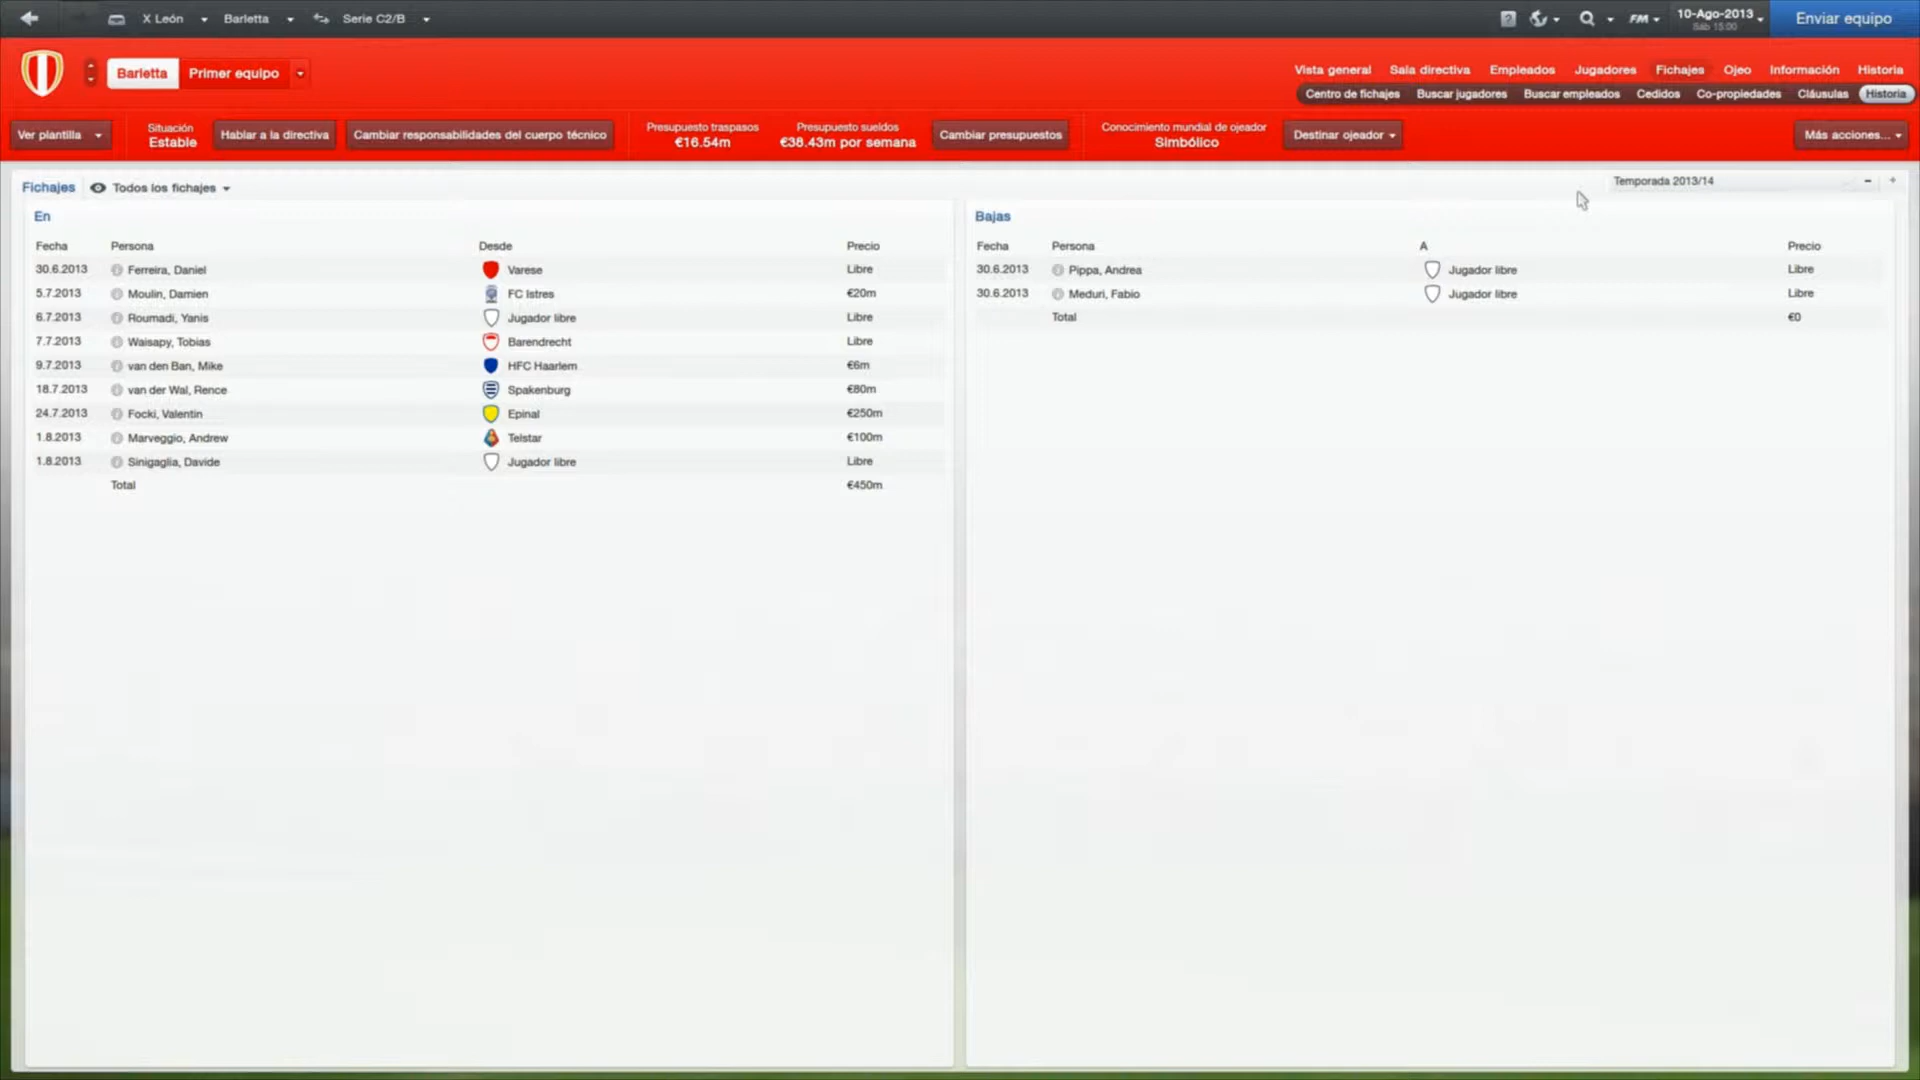 X León Barletta Serie C2/B FM 10-Ago-2013 Enviar equipo
Sáb 15:00
Barletta Primer equipo
Vista general Sala directiva Empleados Jugadores Fichajes Ojeo Información Historia
Centro de fichajes Buscar jugadores Buscar empleados Cedidos Co-propiedades Cláusulas Historia
Ver plantilla Situación Estable Hablar a la directiva Cambiar responsabilidades del cuerpo técnico Presupuesto traspasos €16.54m Presupuesto sueldos €38.43m por semana Cambiar presupuestos Conocimiento mundial de ojeador Simbólico Destinar ojeador Más acciones...
Fichajes Todos los fichajes Temporada 2013/14 - +
En
Fecha Persona Desde Precio
30.6.2013 Ferreira, Daniel Varese Libre
5.7.2013 Moulin, Damien FC Istres €20m
6.7.2013 Roumadi, Yanis Jugador libre Libre
7.7.2013 Waisapy, Tobias Barendrecht Libre
9.7.2013 van den Ban, Mike HFC Haarlem €6m
18.7.2013 van der Wal, Rence Spakenburg €80m
24.7.2013 Focki, Valentin Epinal €250m
1.8.2013 Marveggio, Andrew Telstar €100m
1.8.2013 Sinigaglia, Davide Jugador libre Libre
Total €450m
Bajas
Fecha Persona A Precio
30.6.2013 Pippa, Andrea Jugador libre Libre
30.6.2013 Meduri, Fabio Jugador libre Libre
Total €0